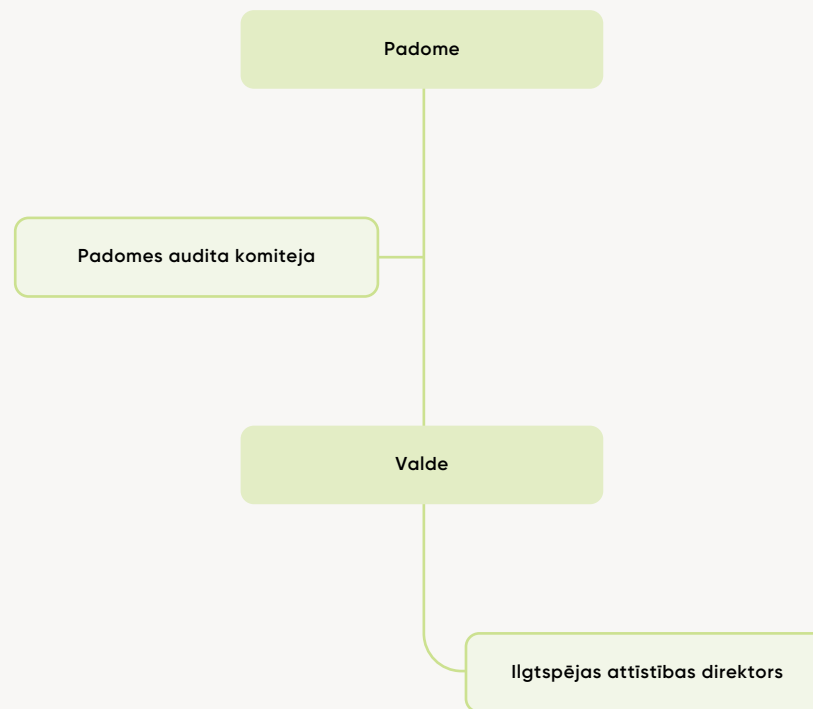 Padome
Padomes audita komiteja
Valde
Ilgtspējas attīstības direktors